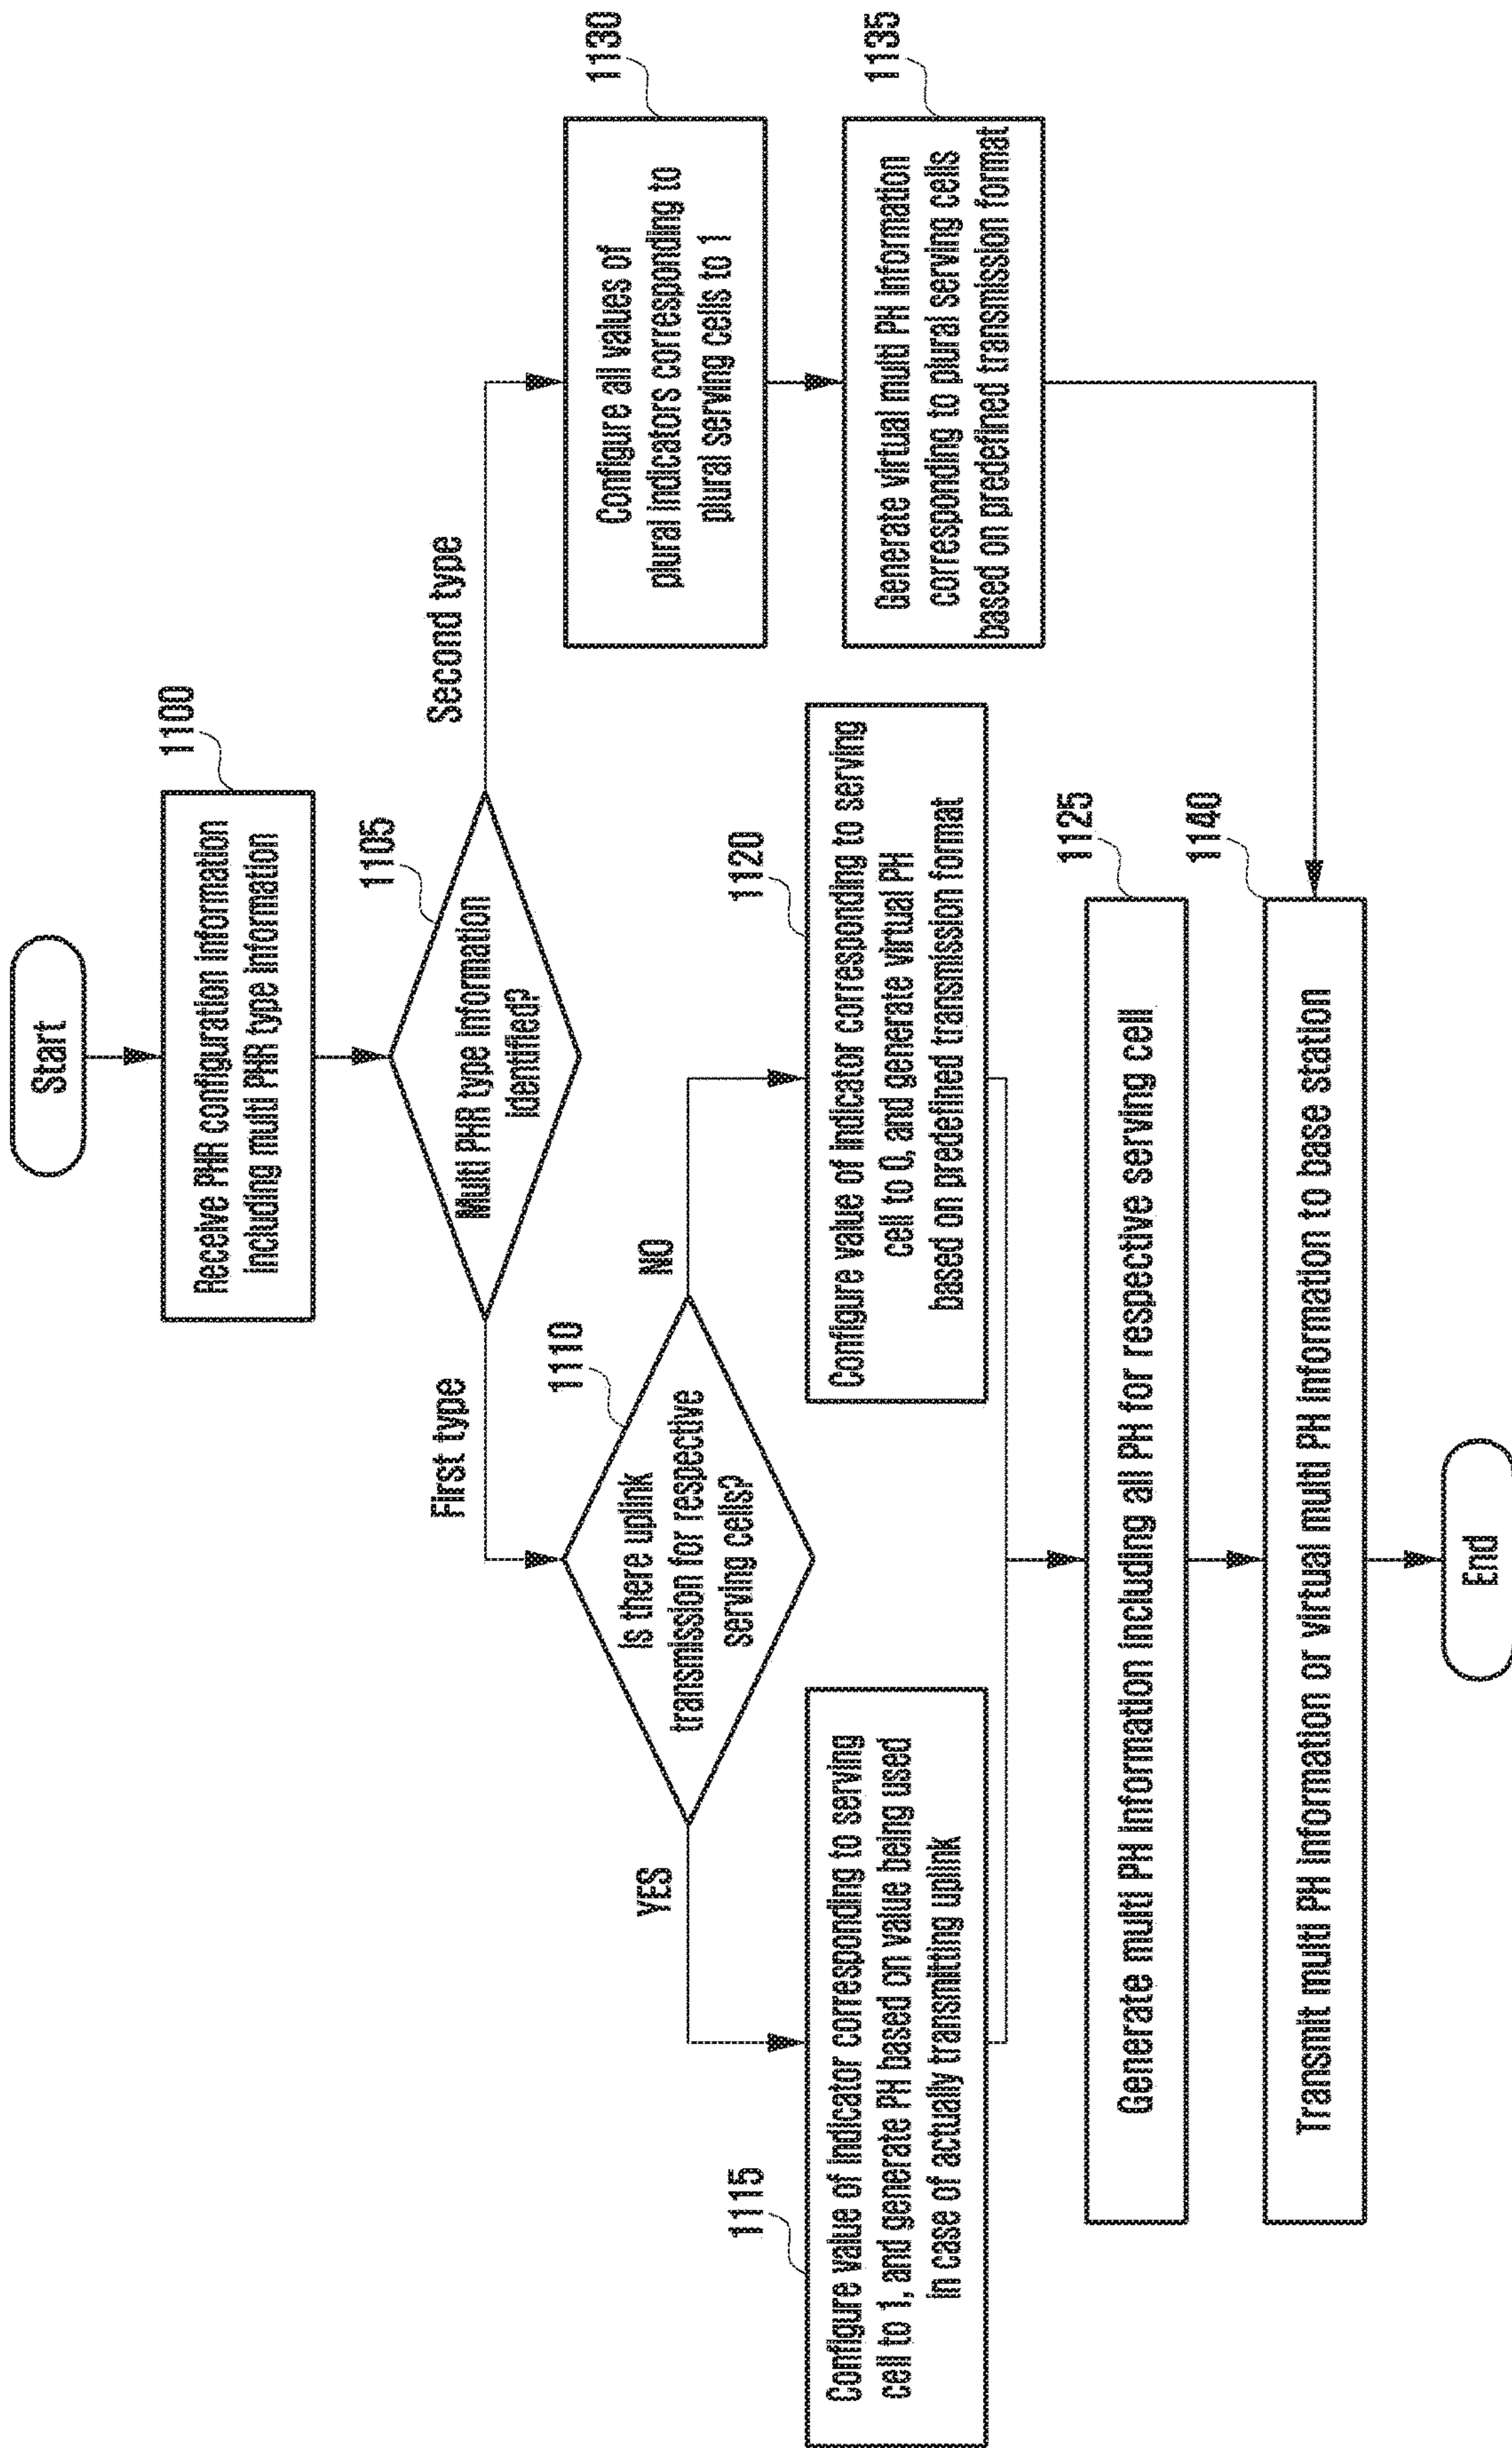 Start
1100
Receive PHR configuration information
including multi PHR type information
1105
Multi PHR type information
identified?
First type
Second type
1110
Is there uplink
transmission for respective
serving cells?
YES
NO
1115
Configure value of indicator corresponding to serving
cell to 1, and generate PH based on value being used
in case of actually transmitting uplink
1120
Configure value of indicator corresponding to serving
cell to 0, and generate virtual PH
based on predefined transmission format
1130
Configure all values of
plural indicators corresponding to
plural serving cells to 1
1135
Generate virtual multi PH information
corresponding to plural serving cells
based on predefined transmission format
1125
Generate multi PH information including all PH for respective serving cell
1140
Transmit multi PH information or virtual multi PH information to base station
End